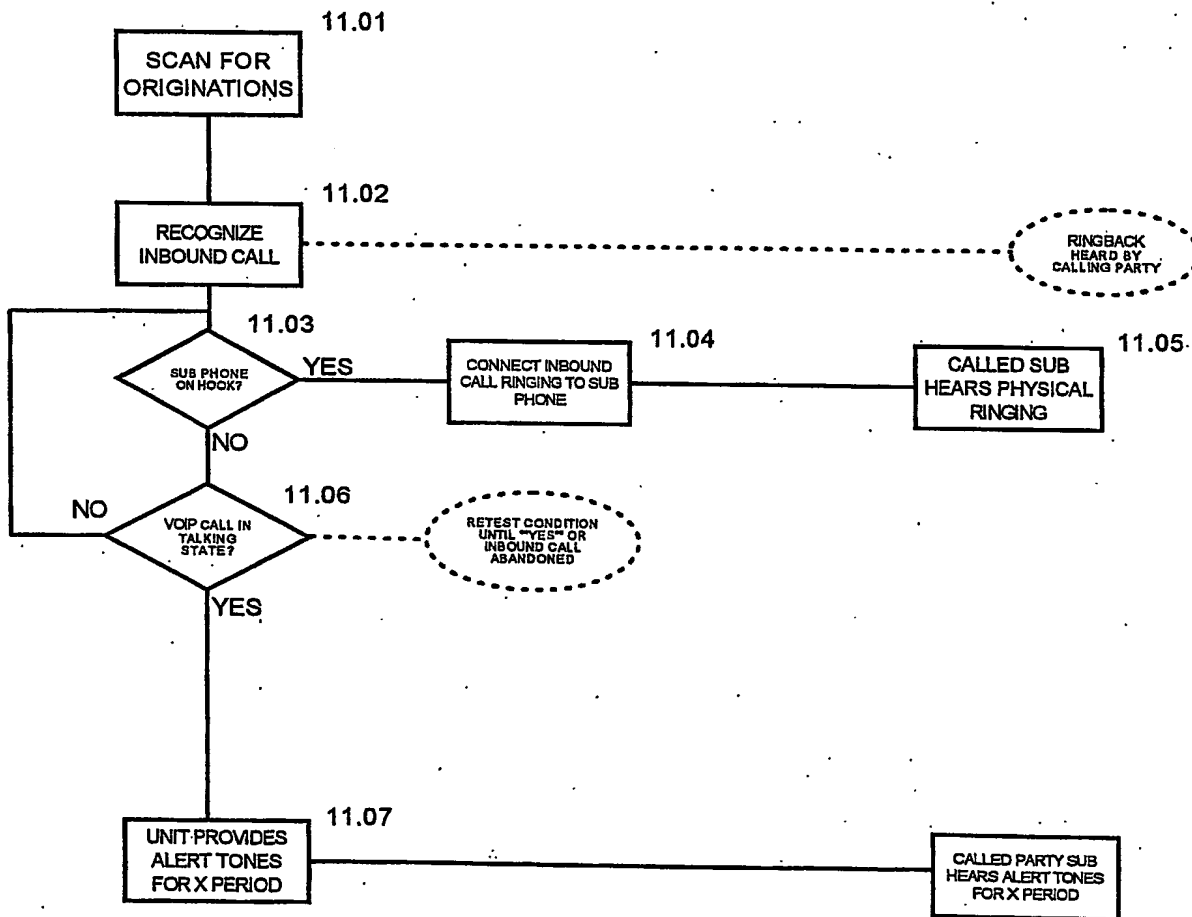 11.01
SCAN FOR
ORIGINATIONS
11.02
RECOGNIZE
INBOUND CALL
RINGBACK
HEARD BY
CALLING PARTY
11.03
SUB PHONE
ON HOOK?
YES
NO
11.04
CONNECT INBOUND
CALL RINGING TO SUB
PHONE
11.05
CALLED SUB
HEARS PHYSICAL
RINGING
11.06
NO
VOIP CALL IN
TALKING
STATE?
YES
RETEST CONDITION
UNTIL ""YES"" OR
INBOUND CALL
ABANDONED
11.07
UNIT PROVIDES
ALERT TONES
FOR X PERIOD
CALLED PARTY SUB
HEARS ALERT TONES
FOR X PERIOD